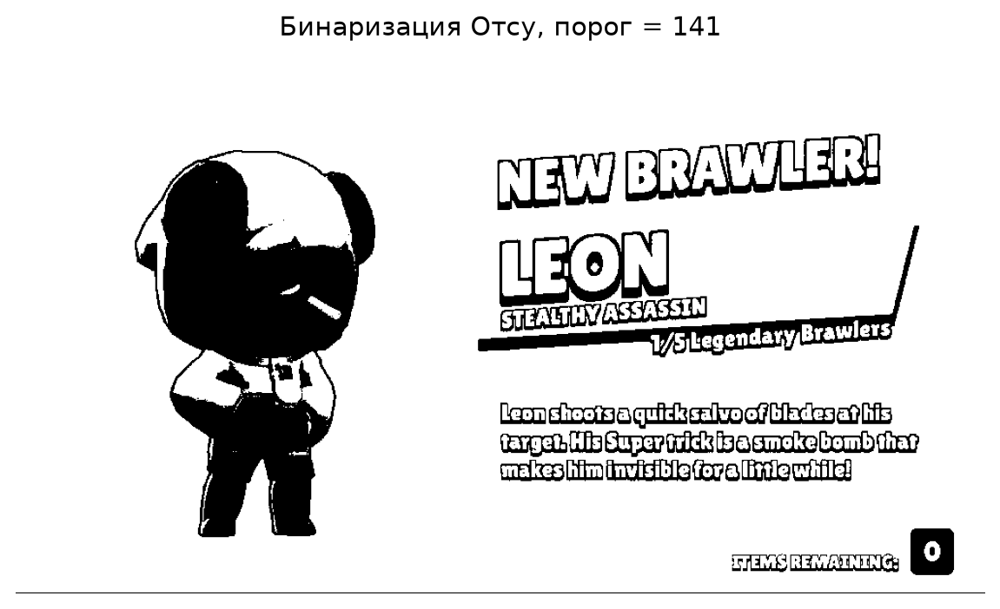 Бинаризация Отсу, порог = 141
NEW BRAWLER!
LEON
STEALTHY ASSASSIN
1/5 Legendary Brawlers
Leon shoots a quick salvo of blades at his
target. His Super trick is a smoke bomb that
makes him invisible for a little while!
ITEMS REMAINING: 0